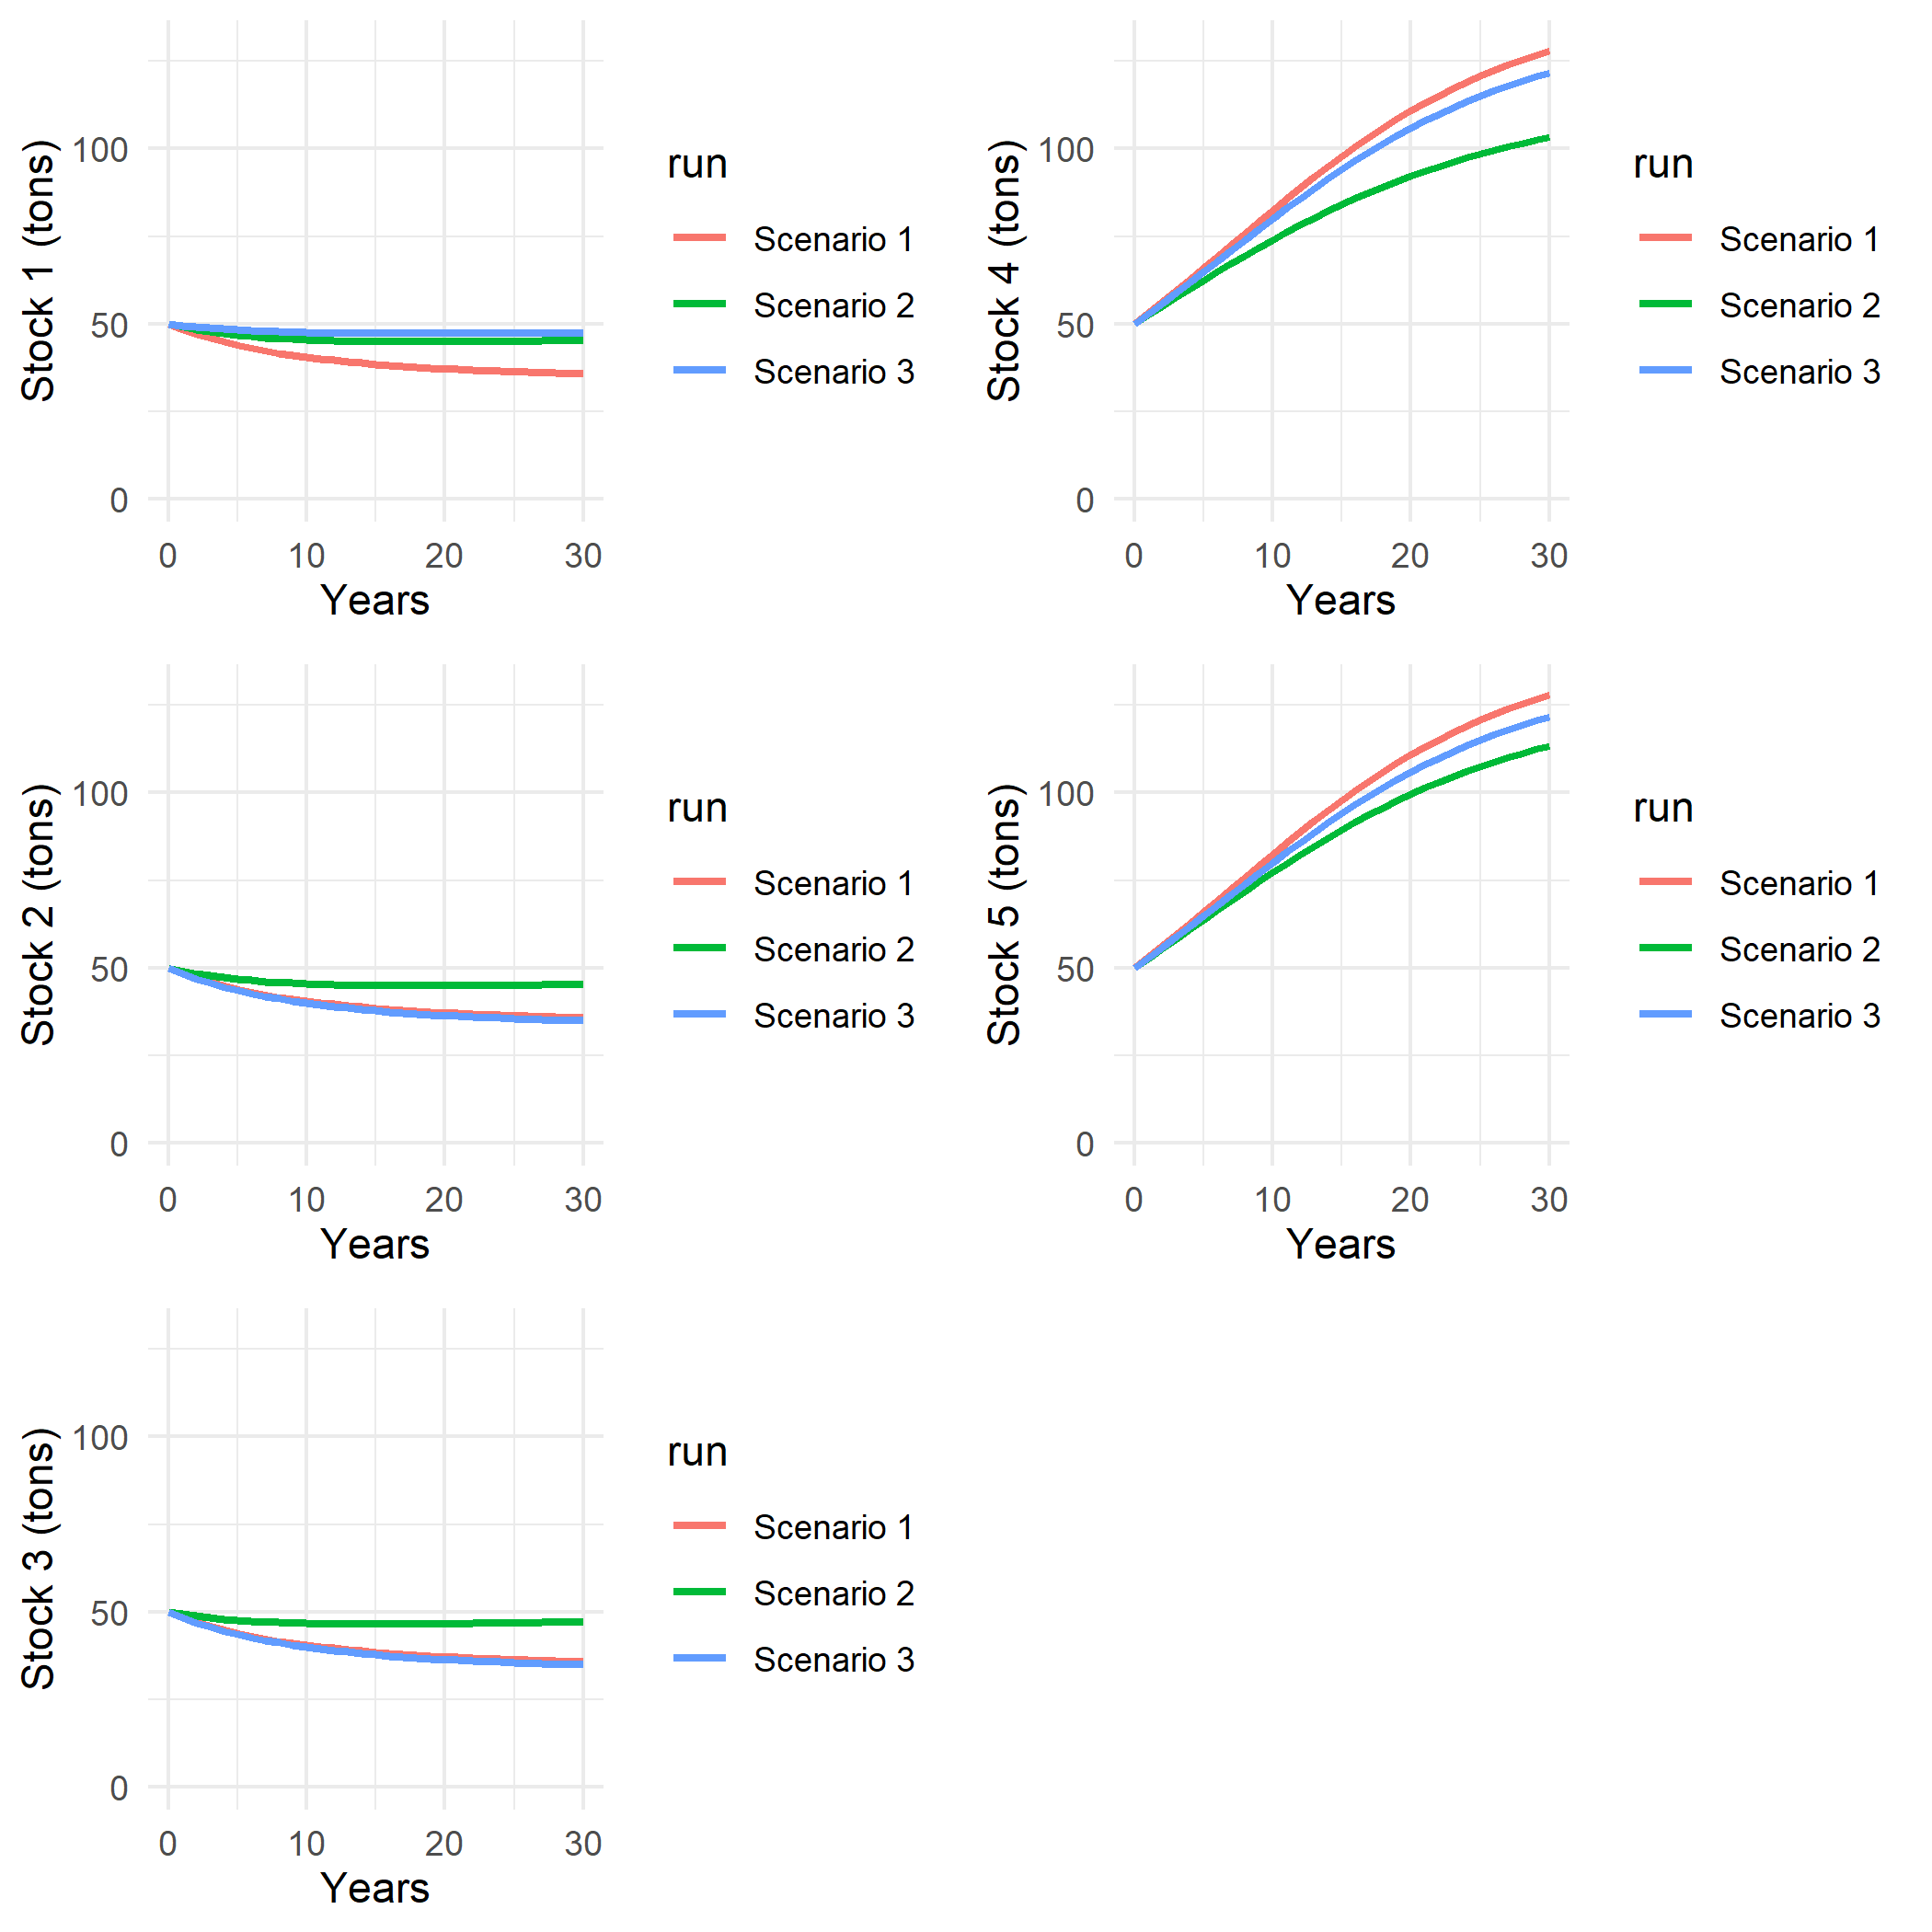 Stock 1 (tons)
100
50
0
0 10 20 30
Years
run
Scenario 1
Scenario 2
Scenario 3
Stock 4 (tons)
100
50
0
0 10 20 30
Years
run
Scenario 1
Scenario 2
Scenario 3
Stock 2 (tons)
100
50
0
0 10 20 30
Years
run
Scenario 1
Scenario 2
Scenario 3
Stock 5 (tons)
100
50
0
0 10 20 30
Years
run
Scenario 1
Scenario 2
Scenario 3
Stock 3 (tons)
100
50
0
0 10 20 30
Years
run
Scenario 1
Scenario 2
Scenario 3